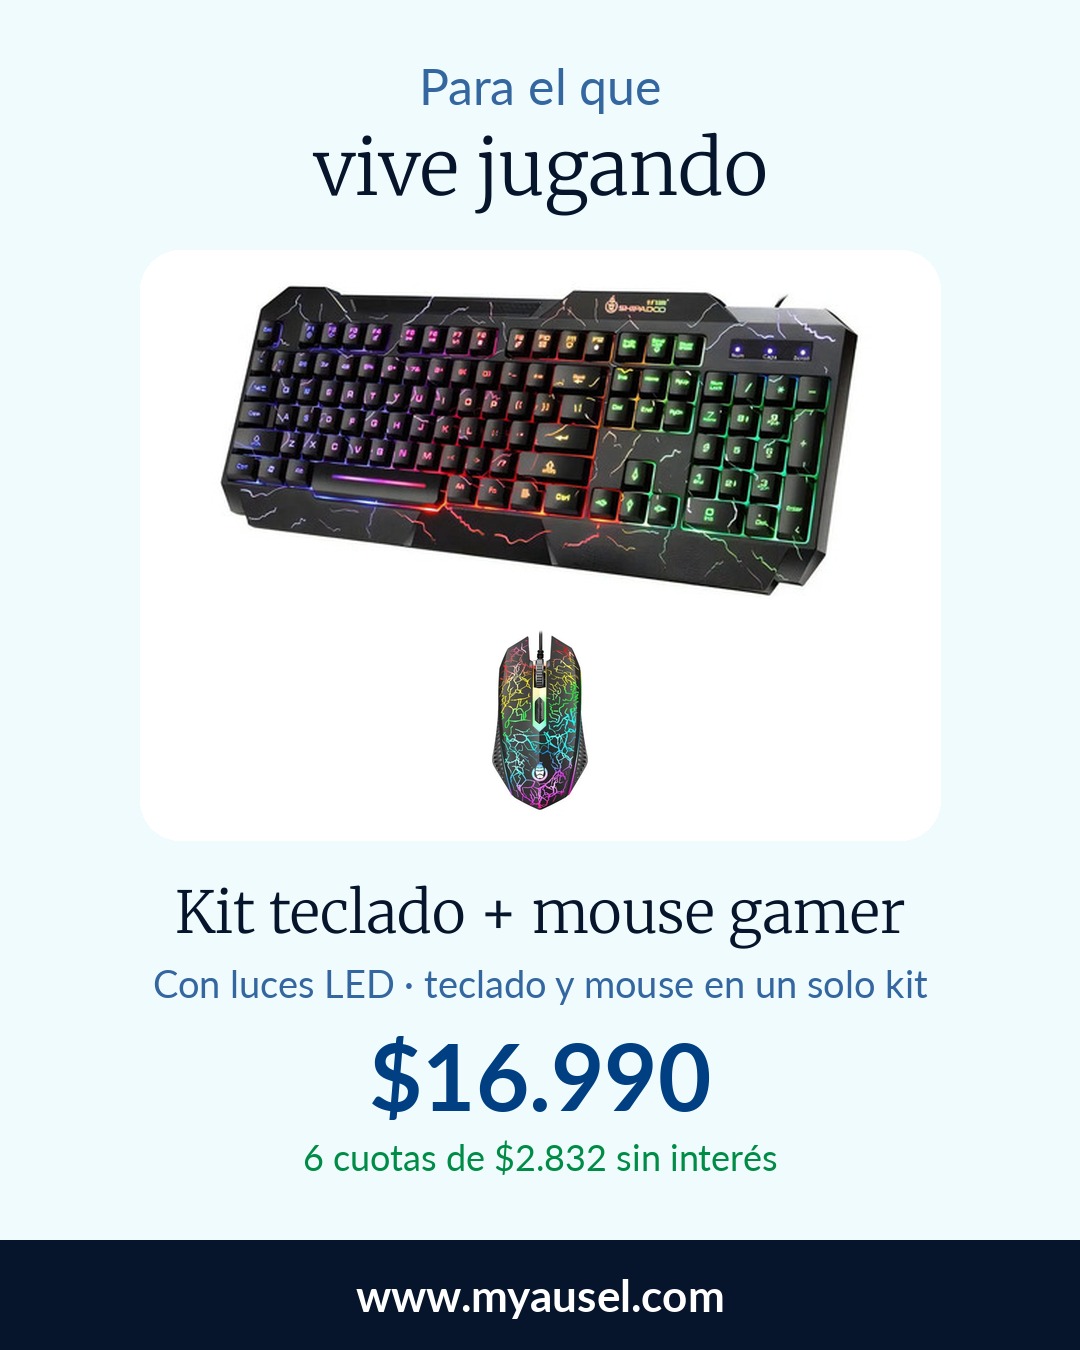 Para el que
vive jugando
SHIPADOO
Kit teclado + mouse gamer
Con luces LED · teclado y mouse en un solo kit
$16.990
6 cuotas de $2.832 sin interés
www.myausel.com